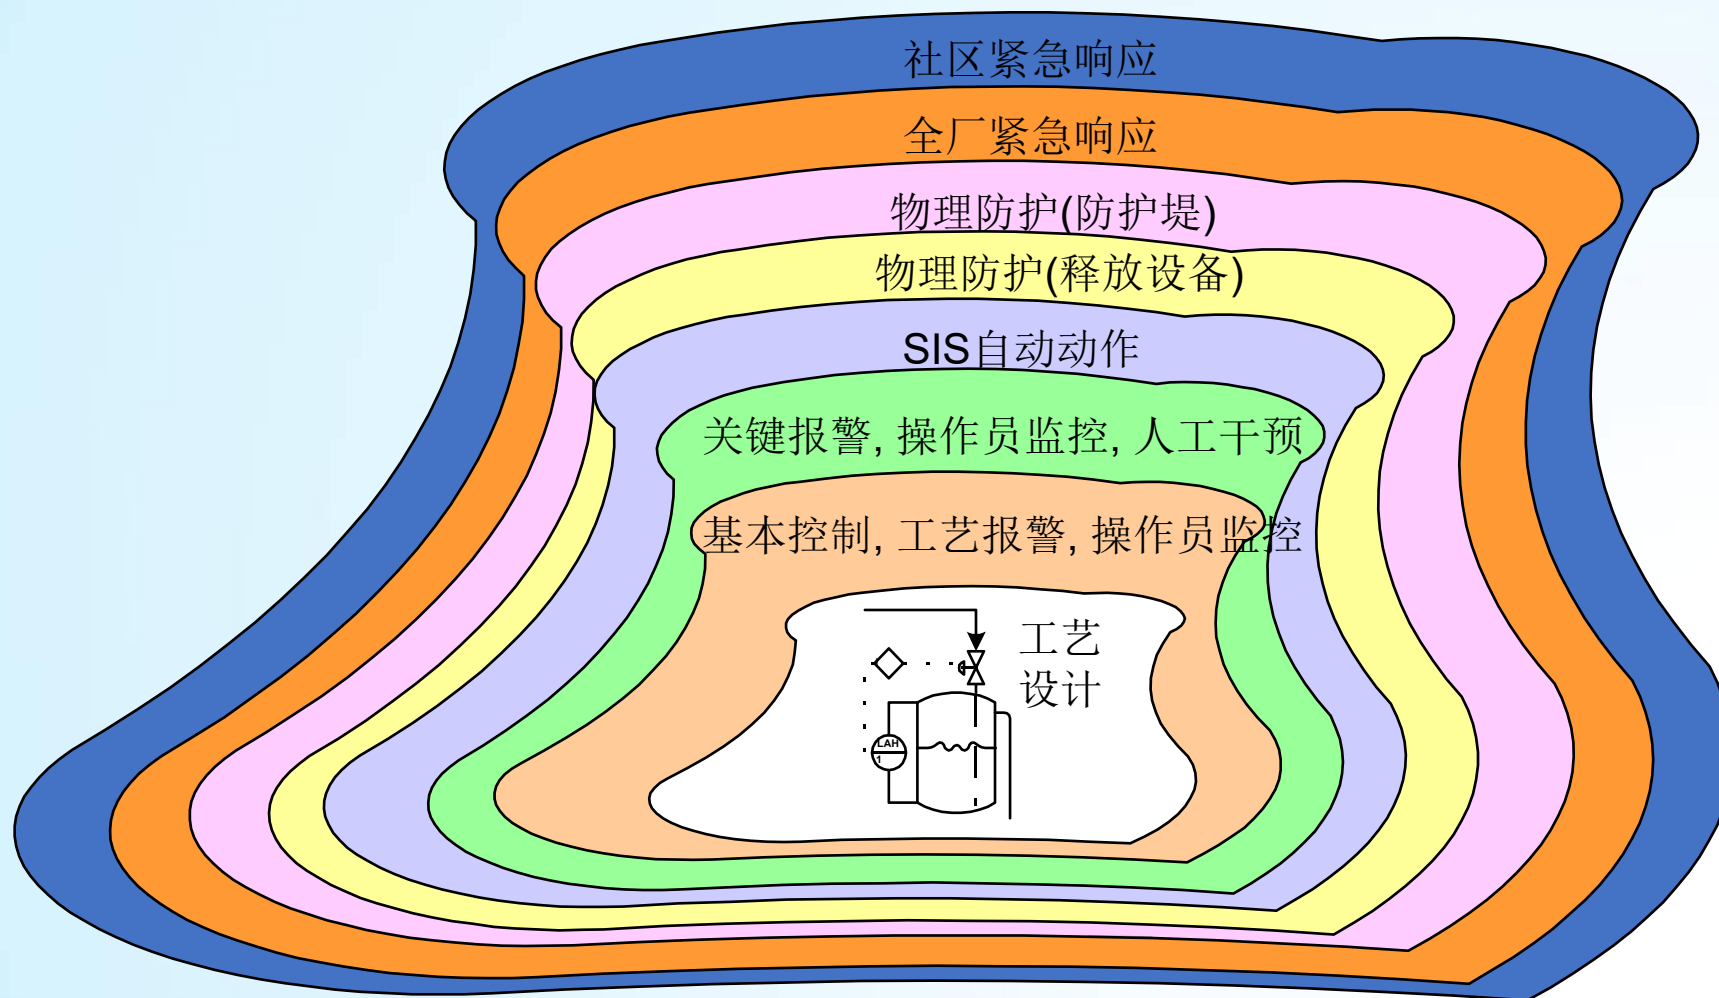 社区紧急响应
全厂紧急响应
物理防护(防护堤)
物理防护(释放设备)
SIS自动动作
关键报警, 操作员监控, 人工干预
基本控制, 工艺报警, 操作员监控
工艺
设计
LAH
1